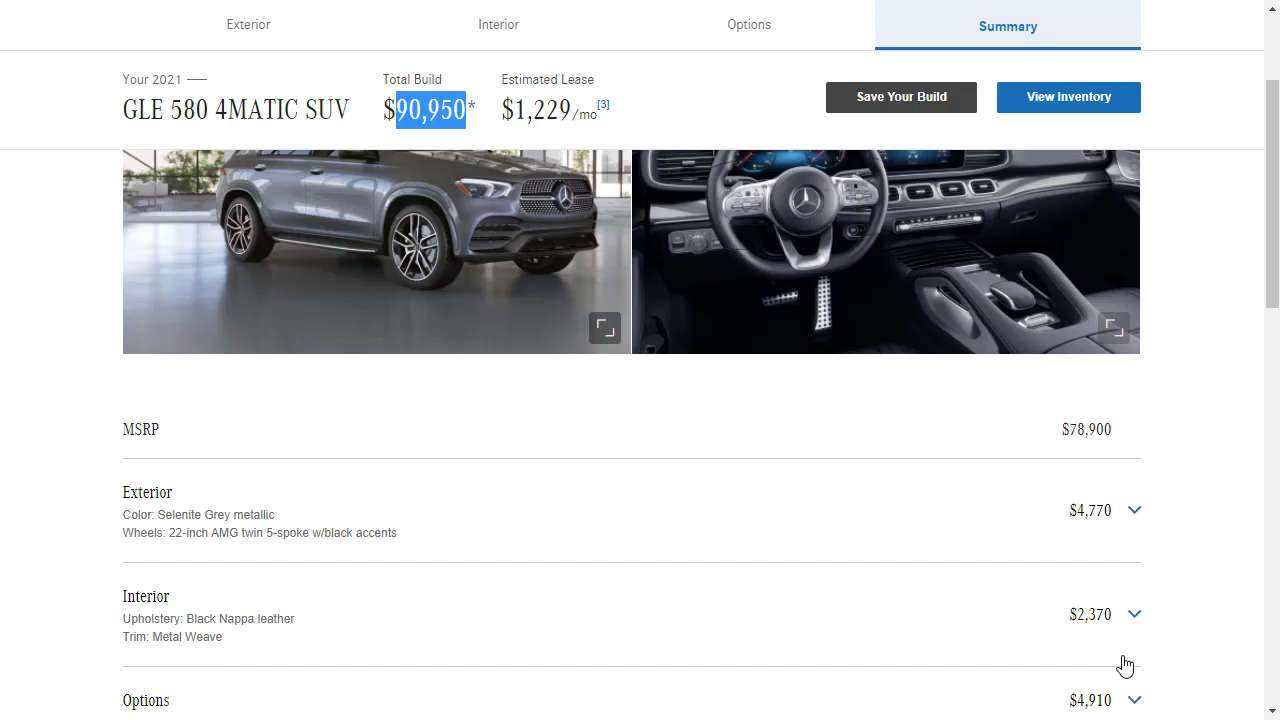 Exterior
Interior
Options
Summary
Your 2021
Total Build
Estimated Lease
GLE 580 4MATIC SUV
$90,950*
$1,229/mo[3]
Save Your Build
View Inventory
MSRP
$78,900
Exterior
Color: Selenite Grey metallic
Wheels: 22-inch AMG twin 5-spoke w/black accents
$4,770
Interior
Upholstery: Black Nappa leather
Trim: Metal Weave
$2,370
Options
$4,910